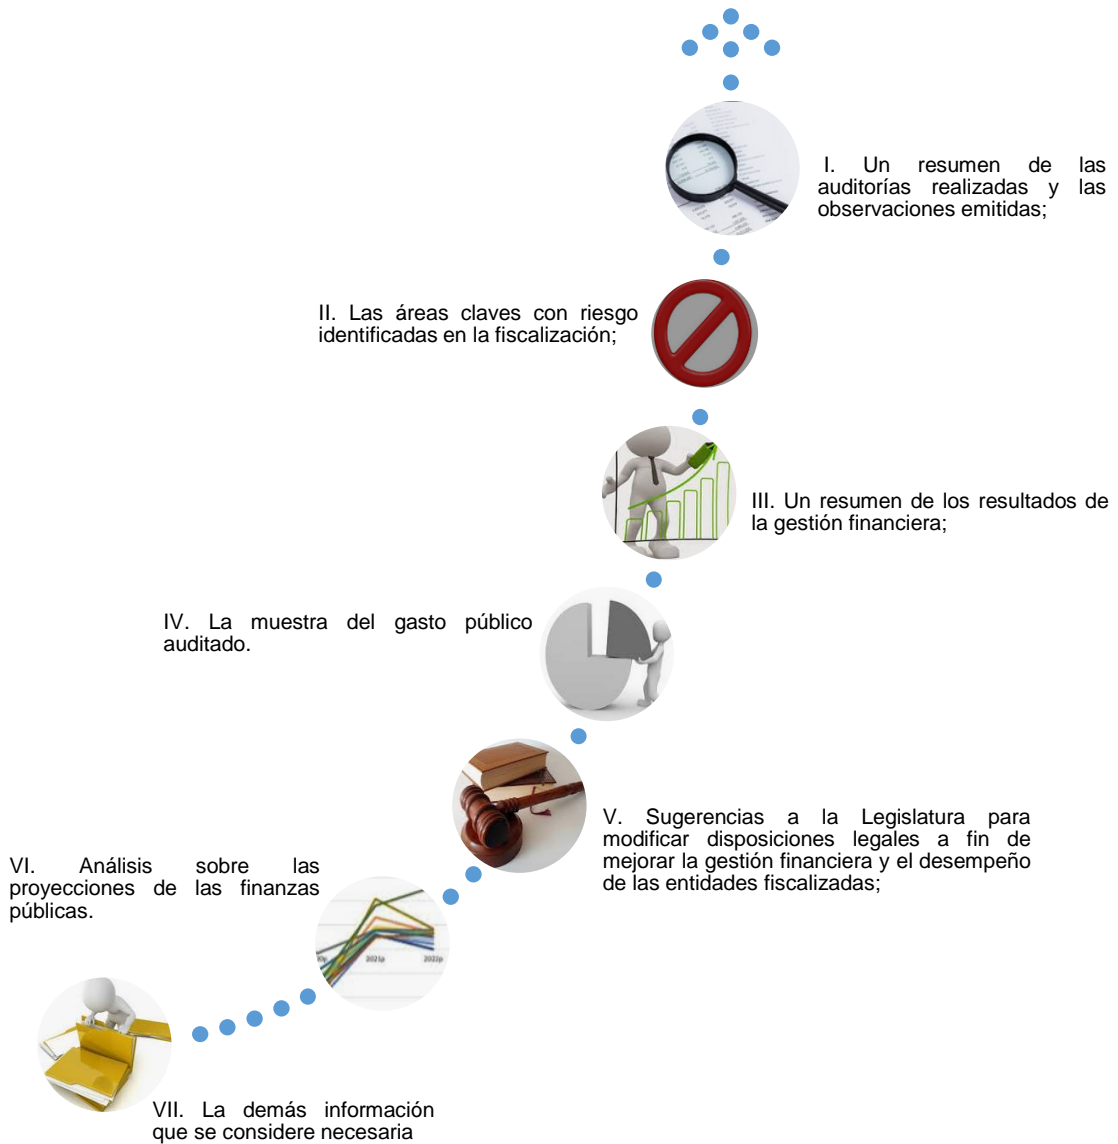 I. Un resumen de las
auditorías realizadas y las
observaciones emitidas;
II. Las áreas claves con riesgo
identificadas en la fiscalización;
III. Un resumen de los resultados de
la gestión financiera;
IV. La muestra del gasto público
auditado.
V. Sugerencias a la Legislatura para
modificar disposiciones legales a fin de
mejorar la gestión financiera y el desempeño
de las entidades fiscalizadas;
VI. Análisis sobre las
proyecciones de las finanzas
públicas.
2021p 2022p
VII. La demás información
que se considere necesaria